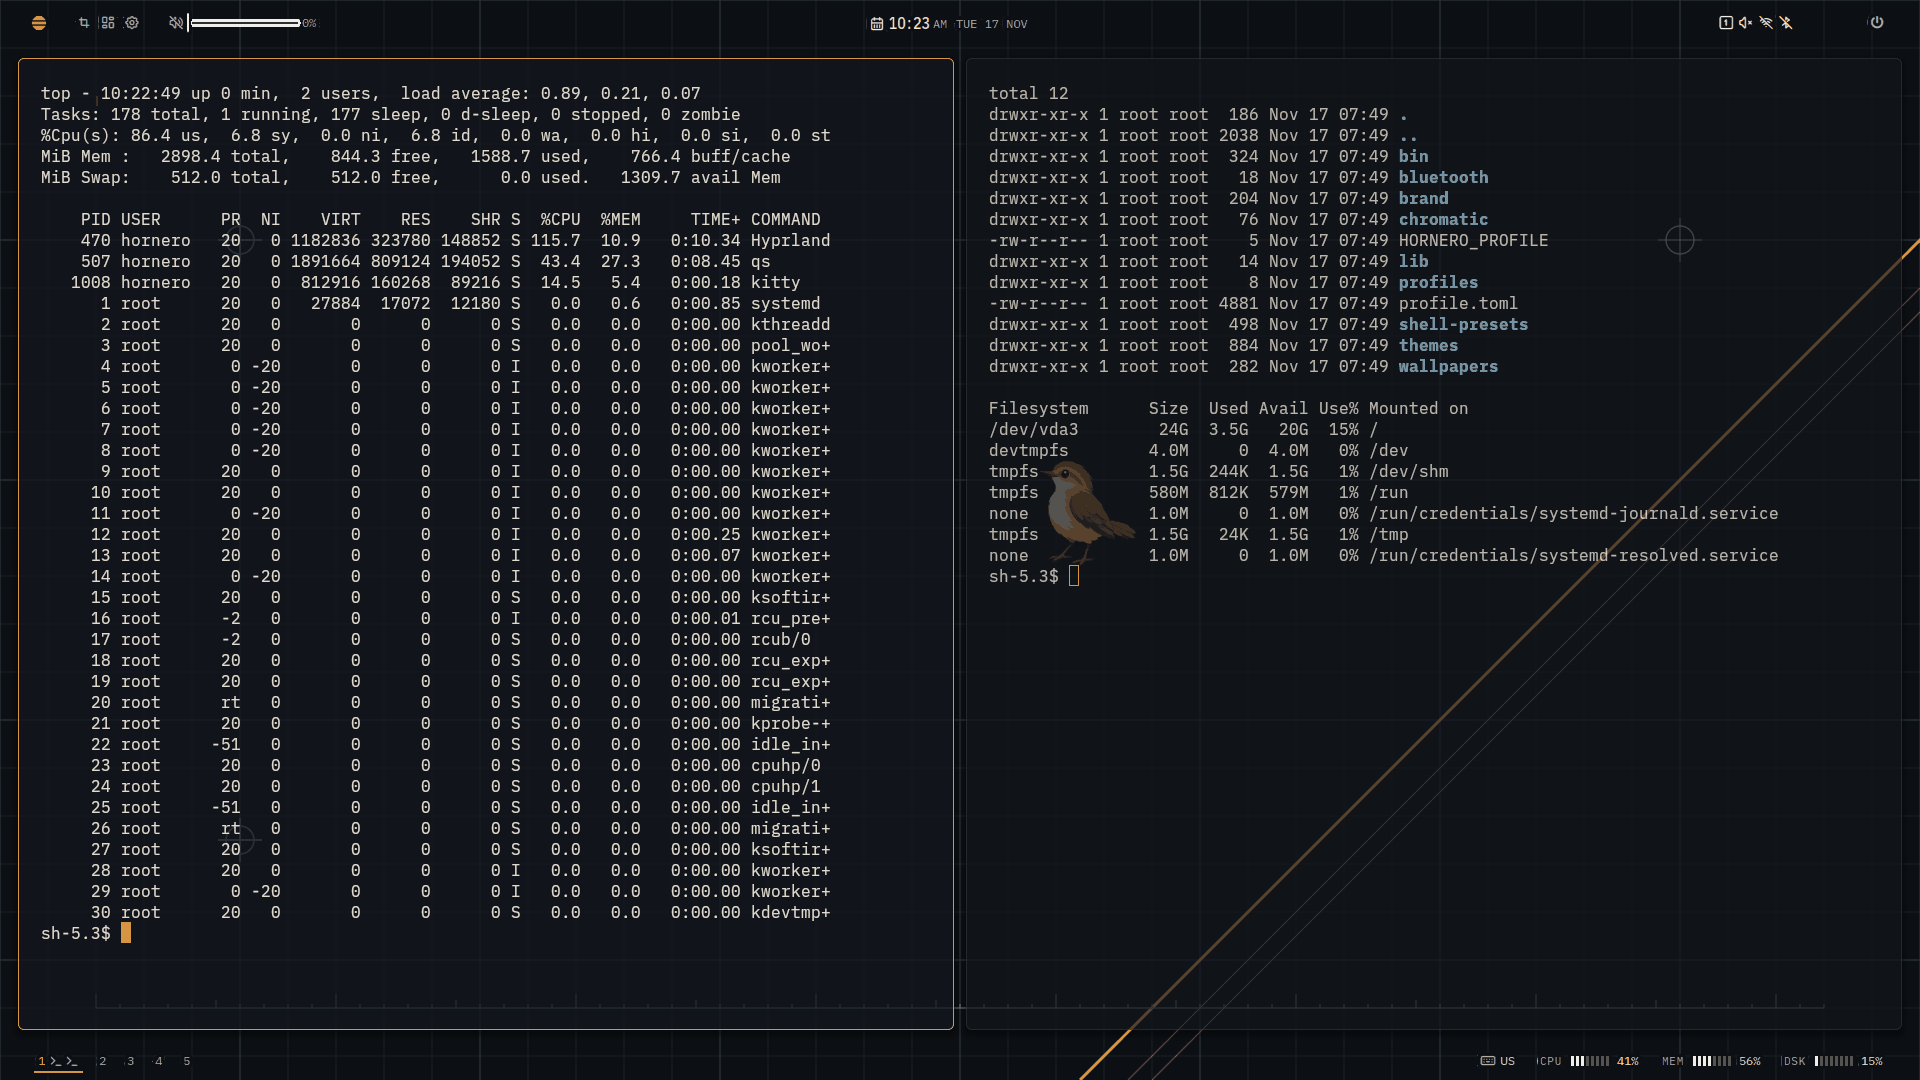 0%
10:23 AM TUE 17 NOV
top - 10:22:49 up 0 min,  2 users,  load average: 0.89, 0.21, 0.07
Tasks: 178 total, 1 running, 177 sleep, 0 d-sleep, 0 stopped, 0 zombie
%Cpu(s): 86.4 us,  6.8 sy,  0.0 ni,  6.8 id,  0.0 wa,  0.0 hi,  0.0 si,  0.0 st
MiB Mem :   2898.4 total,    844.3 free,   1588.7 used,    766.4 buff/cache
MiB Swap:    512.0 total,    512.0 free,      0.0 used.   1309.7 avail Mem
PID USER PR NI VIRT RES SHR S %CPU %MEM TIME+ COMMAND
470 hornero 20 0 1182836 323780 148852 S 115.7 10.9 0:10.34 Hyprland
507 hornero 20 0 1891664 809124 194052 S 43.4 27.3 0:08.45 qs
1008 hornero 20 0 812916 160268 89216 S 14.5 5.4 0:00.18 kitty
1 root 20 0 27884 17072 12180 S 0.0 0.6 0:00.85 systemd
2 root 20 0 0 0 0 S 0.0 0.0 0:00.00 kthreadd
3 root 20 0 0 0 0 S 0.0 0.0 0:00.00 pool_wo+
4 root 0 -20 0 0 0 I 0.0 0.0 0:00.00 kworker+
5 root 0 -20 0 0 0 I 0.0 0.0 0:00.00 kworker+
6 root 0 -20 0 0 0 I 0.0 0.0 0:00.00 kworker+
7 root 0 -20 0 0 0 I 0.0 0.0 0:00.00 kworker+
8 root 0 -20 0 0 0 I 0.0 0.0 0:00.00 kworker+
9 root 20 0 0 0 0 I 0.0 0.0 0:00.00 kworker+
10 root 20 0 0 0 0 I 0.0 0.0 0:00.00 kworker+
11 root 0 -20 0 0 0 I 0.0 0.0 0:00.00 kworker+
12 root 20 0 0 0 0 I 0.0 0.0 0:00.25 kworker+
13 root 20 0 0 0 0 I 0.0 0.0 0:00.07 kworker+
14 root 0 -20 0 0 0 I 0.0 0.0 0:00.00 kworker+
15 root 20 0 0 0 0 S 0.0 0.0 0:00.00 ksoftir+
16 root -2 0 0 0 0 I 0.0 0.0 0:00.01 rcu_pre+
17 root -2 0 0 0 0 S 0.0 0.0 0:00.00 rcub/0
18 root 20 0 0 0 0 S 0.0 0.0 0:00.00 rcu_exp+
19 root 20 0 0 0 0 S 0.0 0.0 0:00.00 rcu_exp+
20 root rt 0 0 0 0 S 0.0 0.0 0:00.00 migrati+
21 root 20 0 0 0 0 S 0.0 0.0 0:00.00 kprobe-+
22 root -51 0 0 0 0 S 0.0 0.0 0:00.00 idle_in+
23 root 20 0 0 0 0 S 0.0 0.0 0:00.00 cpuhp/0
24 root 20 0 0 0 0 S 0.0 0.0 0:00.00 cpuhp/1
25 root -51 0 0 0 0 S 0.0 0.0 0:00.00 idle_in+
26 root rt 0 0 0 0 S 0.0 0.0 0:00.00 migrati+
27 root 20 0 0 0 0 S 0.0 0.0 0:00.00 ksoftir+
28 root 20 0 0 0 0 I 0.0 0.0 0:00.00 kworker+
29 root 0 -20 0 0 0 I 0.0 0.0 0:00.00 kworker+
30 root 20 0 0 0 0 S 0.0 0.0 0:00.00 kdevtmp+
sh-5.3$
total 12
drwxr-xr-x 1 root root  186 Nov 17 07:49 .
drwxr-xr-x 1 root root 2038 Nov 17 07:49 ..
drwxr-xr-x 1 root root  324 Nov 17 07:49 bin
drwxr-xr-x 1 root root   18 Nov 17 07:49 bluetooth
drwxr-xr-x 1 root root  204 Nov 17 07:49 brand
drwxr-xr-x 1 root root   76 Nov 17 07:49 chromatic
-rw-r--r-- 1 root root    5 Nov 17 07:49 HORNERO_PROFILE
drwxr-xr-x 1 root root   14 Nov 17 07:49 lib
drwxr-xr-x 1 root root    8 Nov 17 07:49 profiles
-rw-r--r-- 1 root root 4881 Nov 17 07:49 profile.toml
drwxr-xr-x 1 root root  498 Nov 17 07:49 shell-presets
drwxr-xr-x 1 root root  884 Nov 17 07:49 themes
drwxr-xr-x 1 root root  282 Nov 17 07:49 wallpapers
Filesystem      Size  Used Avail Use% Mounted on
/dev/vda3        24G  3.5G   20G  15% /
devtmpfs        4.0M     0  4.0M   0% /dev
tmpfs           1.5G  244K  1.5G   1% /dev/shm
tmpfs           580M  812K  579M   1% /run
none            1.0M     0  1.0M   0% /run/credentials/systemd-journald.service
tmpfs           1.5G   24K  1.5G   1% /tmp
none            1.0M     0  1.0M   0% /run/credentials/systemd-resolved.service
sh-5.3$
1 2 3 4 5
US CPU 41% MEM 56% DSK 15%